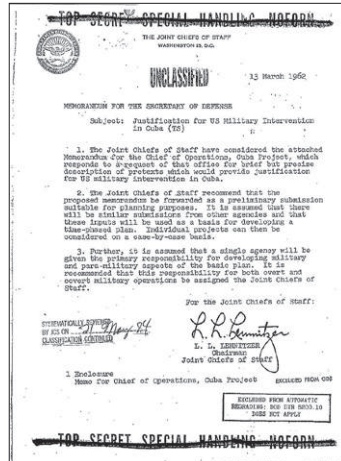 TOP SECRET SPECIAL HANDLING NOFORN
THE JOINT CHIEFS OF STAFF
WASHINGTON 25, D.C.
UNCLASSIFIED
13 March 1962
MEMORANDUM FOR THE SECRETARY OF DEFENSE
Subject: Justification for US Military Intervention
in Cuba (TS)
1. The Joint Chiefs of Staff have considered the attached
Memorandum for the Chief of Operations, Cuba Project, which
responds to a request of that office for brief but precise
description of pretexts which would provide justification
for US military intervention in Cuba.
2. The Joint Chiefs of Staff recommend that the
proposed memorandum be forwarded as a preliminary submission
suitable for planning purposes. It is assumed that there
will be similar submissions from other agencies and that
these inputs will be used as a basis for developing a
time-phased plan. Individual projects can then be
considered on a case-by-case basis.
3. Further, it is assumed that a single agency will be
given the primary responsibility for developing military
and para-military aspects of the basic plan. It is
recommended that this responsibility for both overt and
covert military operations be assigned the Joint Chiefs of
Staff.
For the Joint Chiefs of Staff:
SYSTEMATICALLY REVIEWED
BY JCS ON 21 May 84
CLASSIFICATION CONTINUED
L. L. Lemnitzer
L. L. LEMNITZER
Chairman
Joint Chiefs of Staff
1 Enclosure
Memo for Chief of Operations, Cuba Project
EXCLUDED FROM GDS
EXCLUDED FROM AUTOMATIC
REGRADING; DOD DIR 5200.10
DOES NOT APPLY
TOP SECRET SPECIAL HANDLING NOFORN